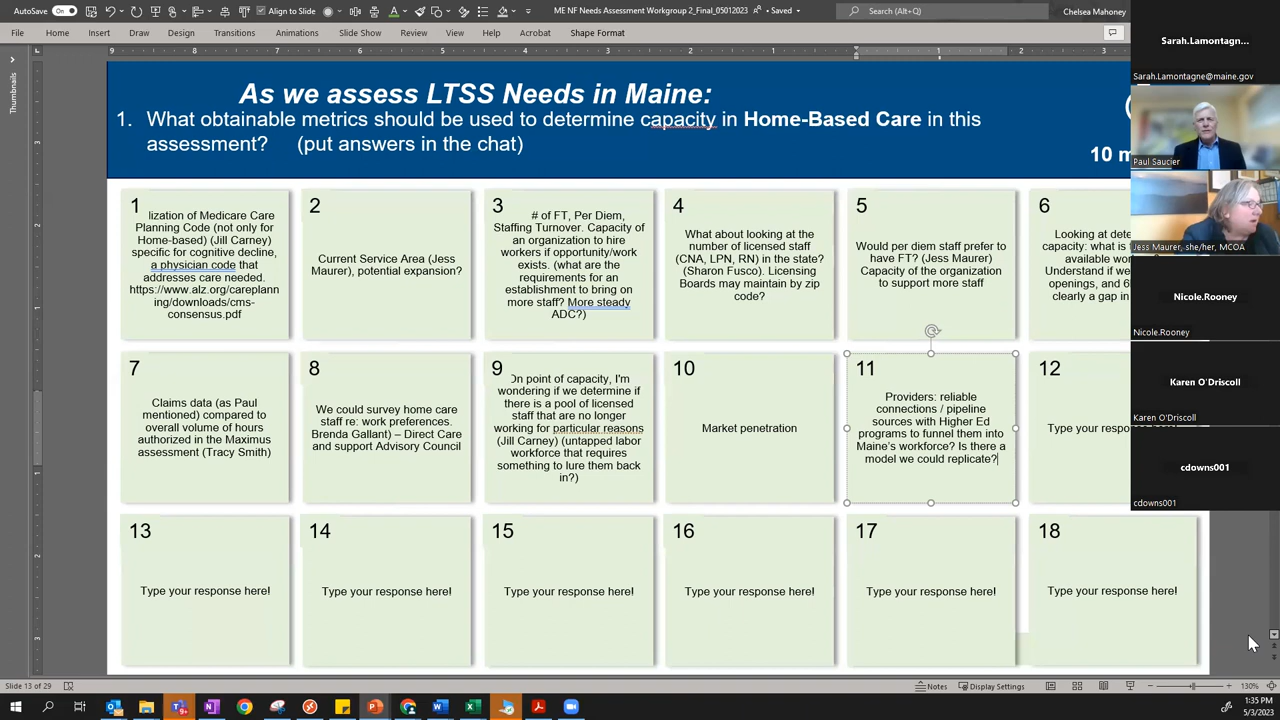 AutoSave
On
Align to Slide
ME NF Needs Assessment Workgroup 2_Final_05012023
• Saved
Search (Alt+Q)
Chelsea Mahoney
File
Home
Insert
Draw
Design
Transitions
Animations
Slide Show
Review
View
Help
Acrobat
Shape Format
Thumbnails
As we assess LTSS Needs in Maine:
1. What obtainable metrics should be used to determine capacity in Home-Based Care in this
assessment? (put answers in the chat)
10 m
1
lization of Medicare Care
Planning Code (not only for
Home-based) (Jill Carney)
specific for cognitive decline,
a physician code that
addresses care needed.
https://www.alz.org/careplann
ing/downloads/cms-
consensus.pdf
2
Current Service Area (Jess
Maurer), potential expansion?
3
# of FT, Per Diem,
Staffing Turnover. Capacity of
an organization to hire
workers if opportunity/work
exists. (what are the
requirements for an
establishment to bring on
more staff? More steady
ADC?)
4
What about looking at the
number of licensed staff
(CNA, LPN, RN) in the state?
(Sharon Fusco). Licensing
Boards may maintain by zip
code?
5
Would per diem staff prefer to
have FT? (Jess Maurer)
Capacity of the organization
to support more staff
6
Looking at dete
capacity: what is t
available wo
Understand if we
openings, and 6
clearly a gap in
7
Claims data (as Paul
mentioned) compared to
overall volume of hours
authorized in the Maximus
assessment (Tracy Smith)
8
We could survey home care
staff re: work preferences.
Brenda Gallant) – Direct Care
and support Advisory Council
9
On point of capacity, I'm
wondering if we determine if
there is a pool of licensed
staff that are no longer
working for particular reasons
(Jill Carney) (untapped labor
workforce that requires
something to lure them back
in?)
10
Market penetration
11
Providers: reliable
connections / pipeline
sources with Higher Ed
programs to funnel them into
Maine's workforce? Is there a
model we could replicate?
12
Type your respo
13
Type your response here!
14
Type your response here!
15
Type your response here!
16
Type your response here!
17
Type your response here!
18
Type your response here!
Sarah.Lamontagn...
Sarah.Lamontagne@maine.gov
Paul Saucier
Jess Maurer, she/her, MCOA
Nicole.Rooney
Nicole.Rooney
Karen O'Driscoll
Karen O'Driscoll
cdowns001
cdowns001
Slide 13 of 29
Notes
Display Settings
130%
1:35 PM
5/3/2023